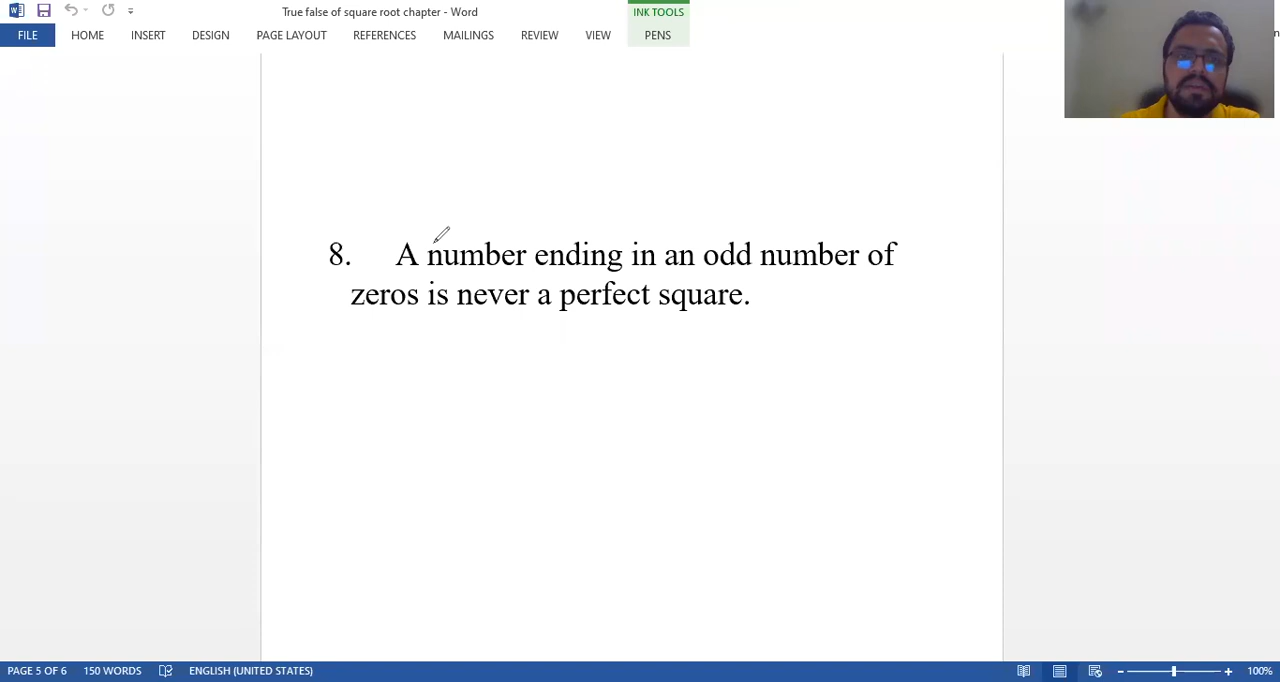 True false of square root chapter - Word
INK TOOLS
FILE HOME INSERT DESIGN PAGE LAYOUT REFERENCES MAILINGS REVIEW VIEW PENS
8. A number ending in an odd number of
zeros is never a perfect square.
PAGE 5 OF 6 150 WORDS ENGLISH (UNITED STATES) 100%